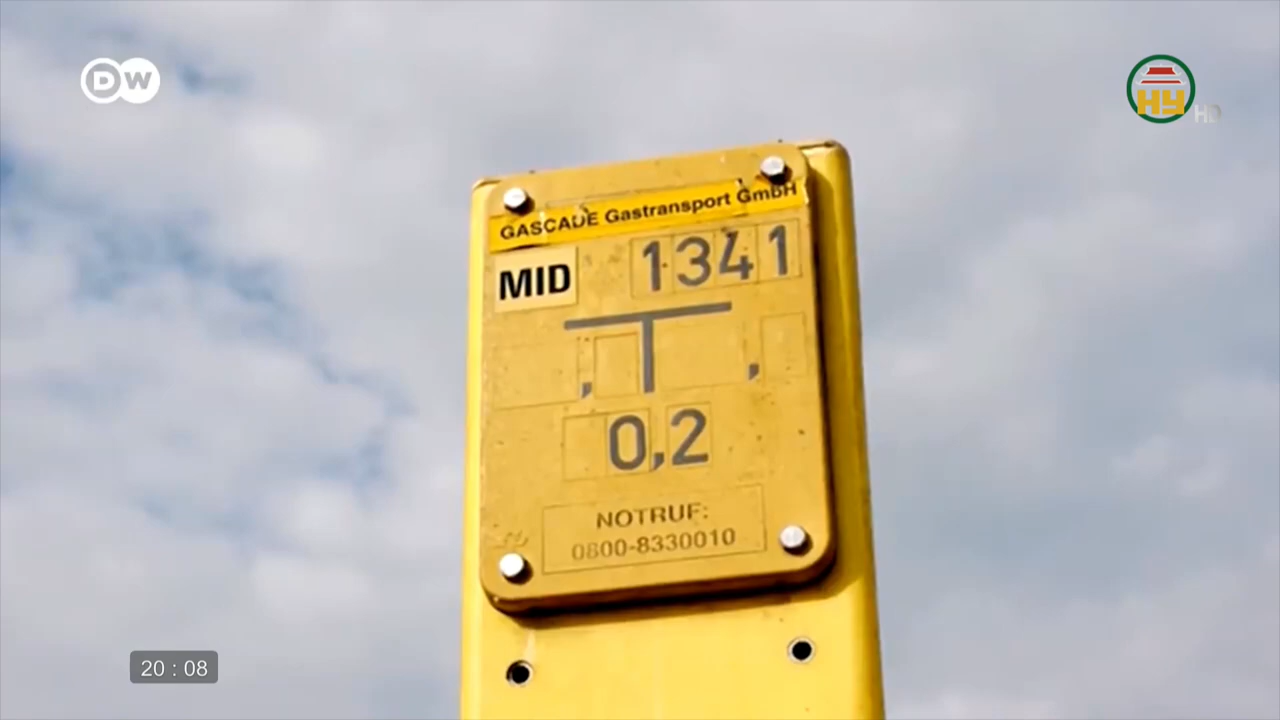 DW
HY
HD
GASCADE Gastransport GmbH
MID 1341
, ,
0,2
NOTRUF:
0800-8330010
20 : 08